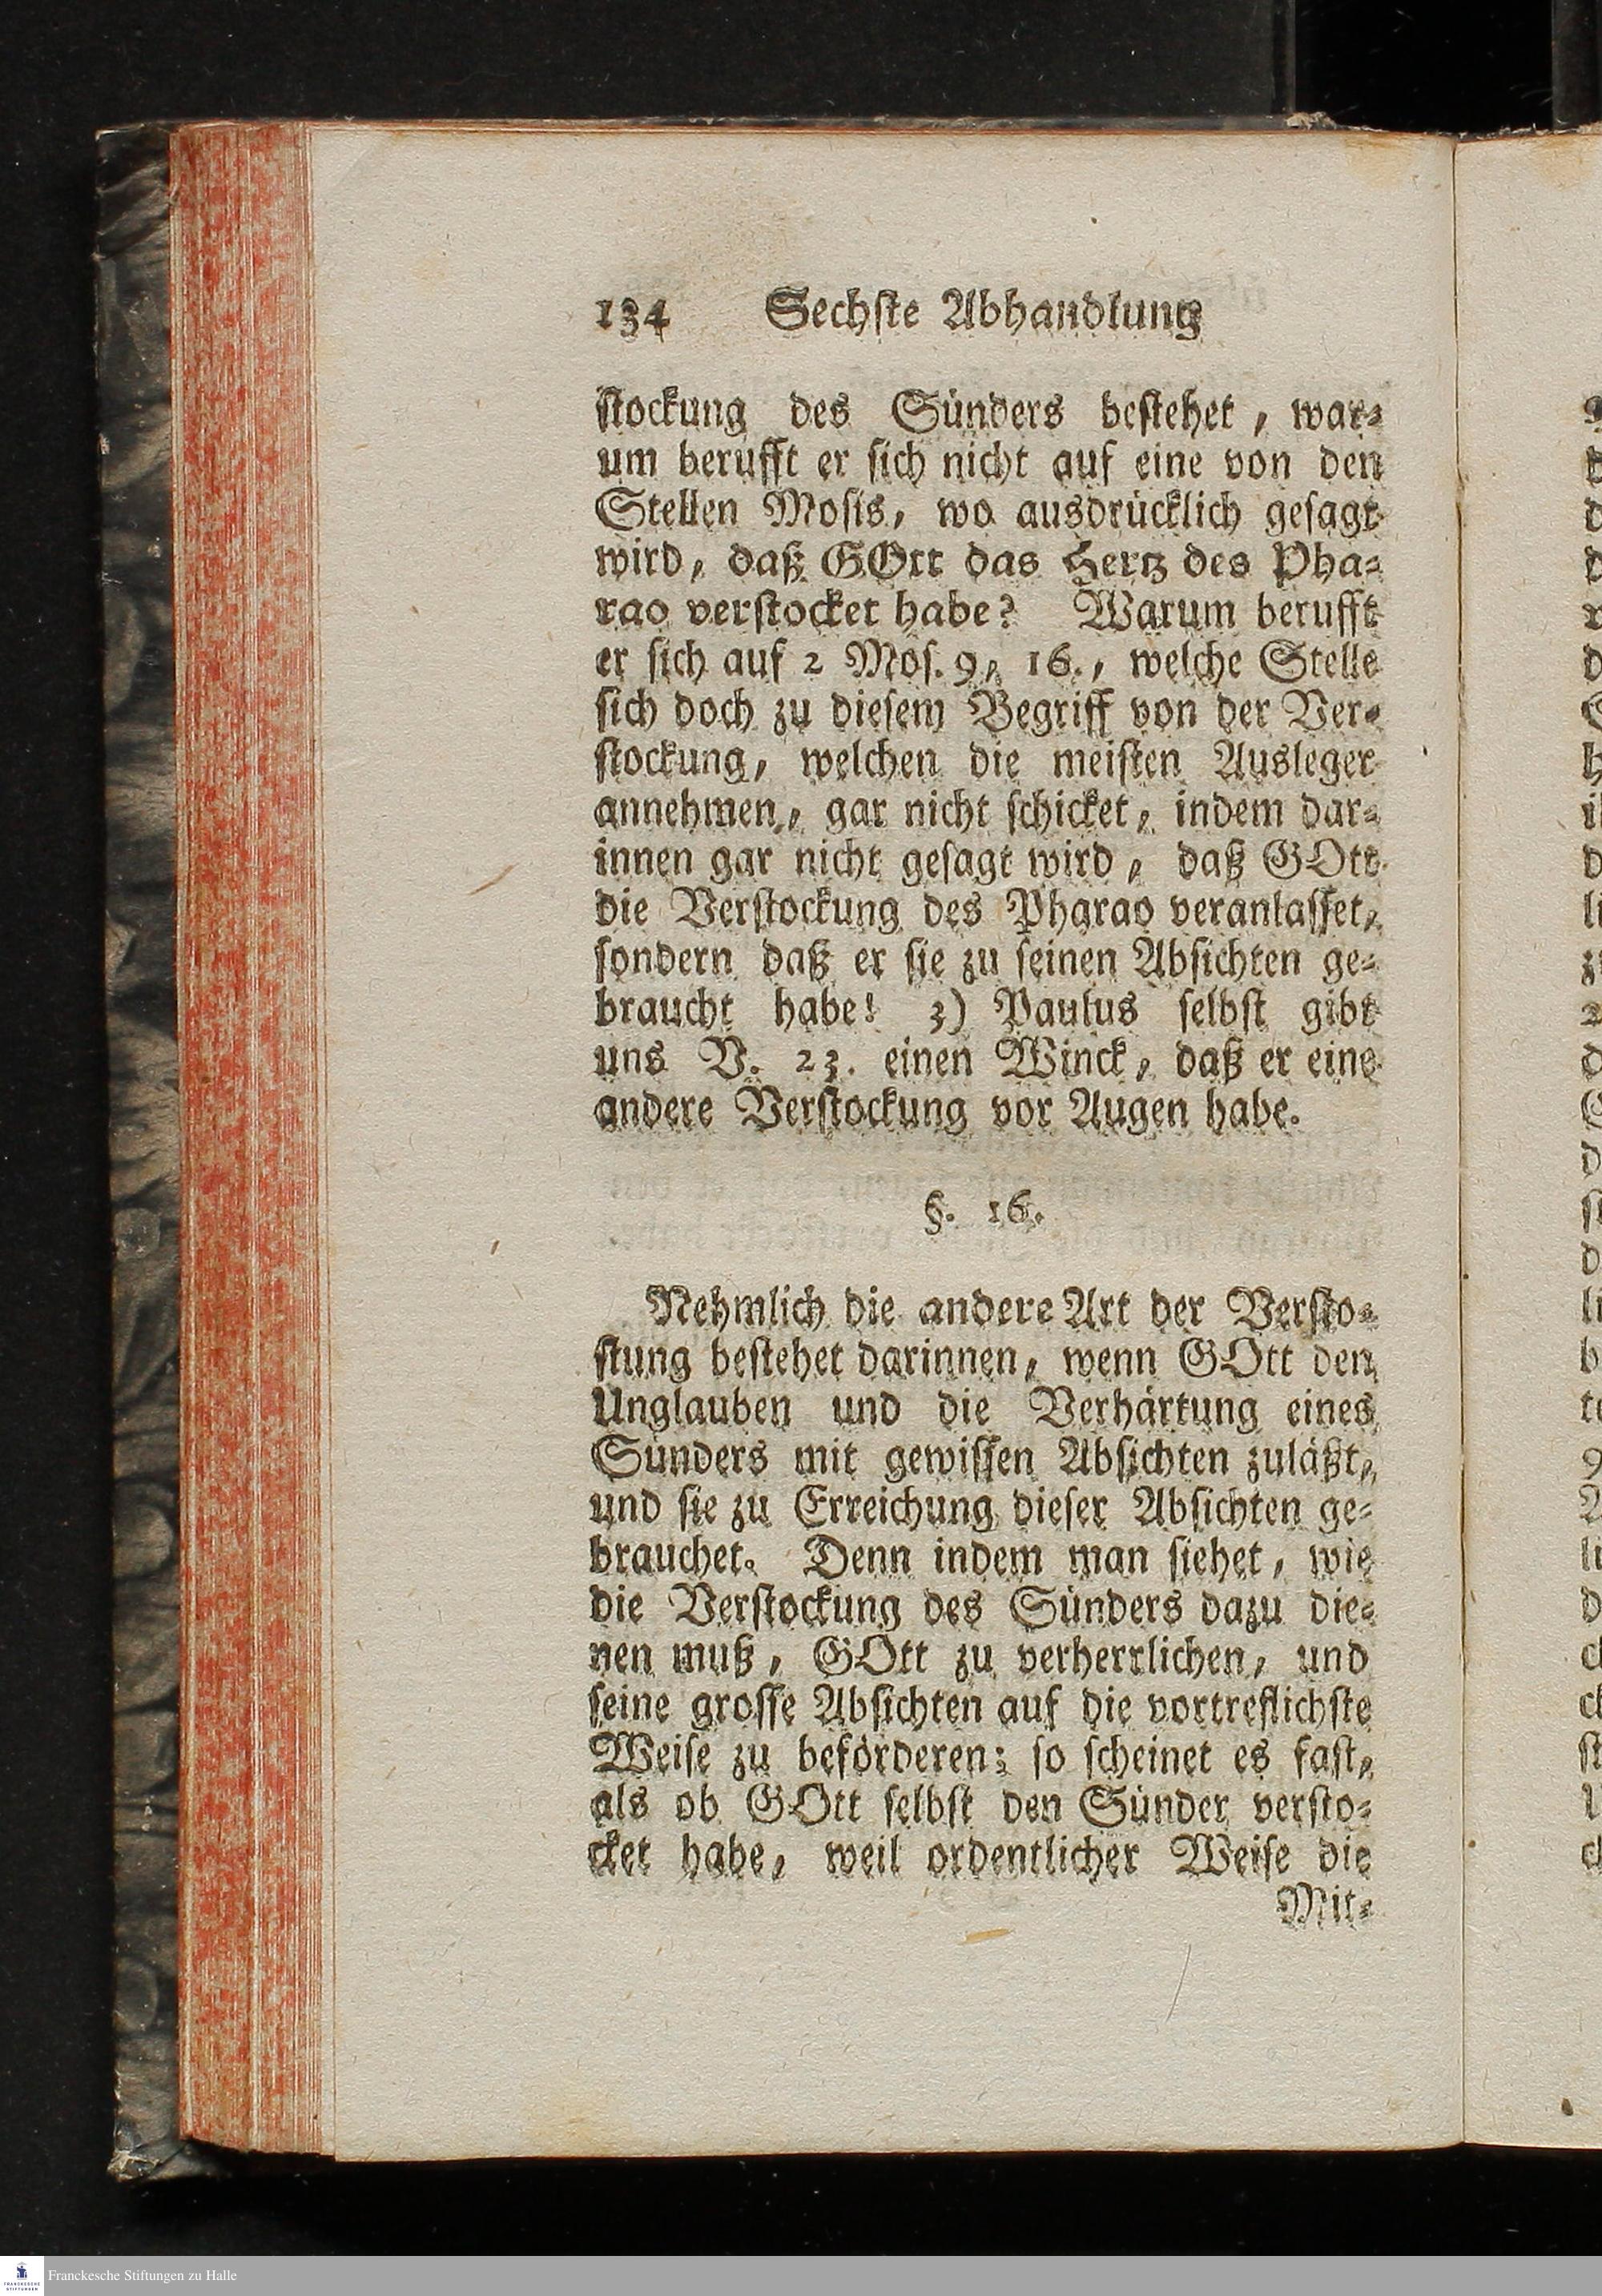 134 Sechste Abhandlung
stockung des Sünders bestehet, war-
um berufft er sich nicht auf eine von den
Stellen Mosis, wo ausdrücklich gesagt
wird, daß GOtt das Hertz des Pha-
rao verstocket habe? Warum berufft
er sich auf 2 Mos. 9, 16., welche Stelle
sich doch zu diesem Begriff von der Ver-
stockung, welchen die meisten Ausleger
annehmen, gar nicht schicket, indem dar-
innen gar nicht gesagt wird, daß GOtt
die Verstockung des Pharao veranlasset,
sondern daß er sie zu seinen Absichten ge-
braucht habe! 3) Paulus selbst gibt
uns V. 23. einen Winck, daß er eine
andere Verstockung vor Augen habe.
§. 16.
Nehmlich die andere Art der Versto-
stung bestehet darinnen, wenn GOtt den
Unglauben und die Verhärtung eines
Sünders mit gewissen Absichten zuläßt,
und sie zu Erreichung dieser Absichten ge-
brauchet. Denn indem man siehet, wie
die Verstockung des Sünders dazu die-
nen muß, GOtt zu verherrlichen, und
seine grosse Absichten auf die vortreflichste
Weise zu beförderen; so scheinet es fast,
als ob GOtt selbst den Sünder versto-
cket habe, weil ordentlicher Weise die
Mit-
Franckesche Stiftungen zu Halle